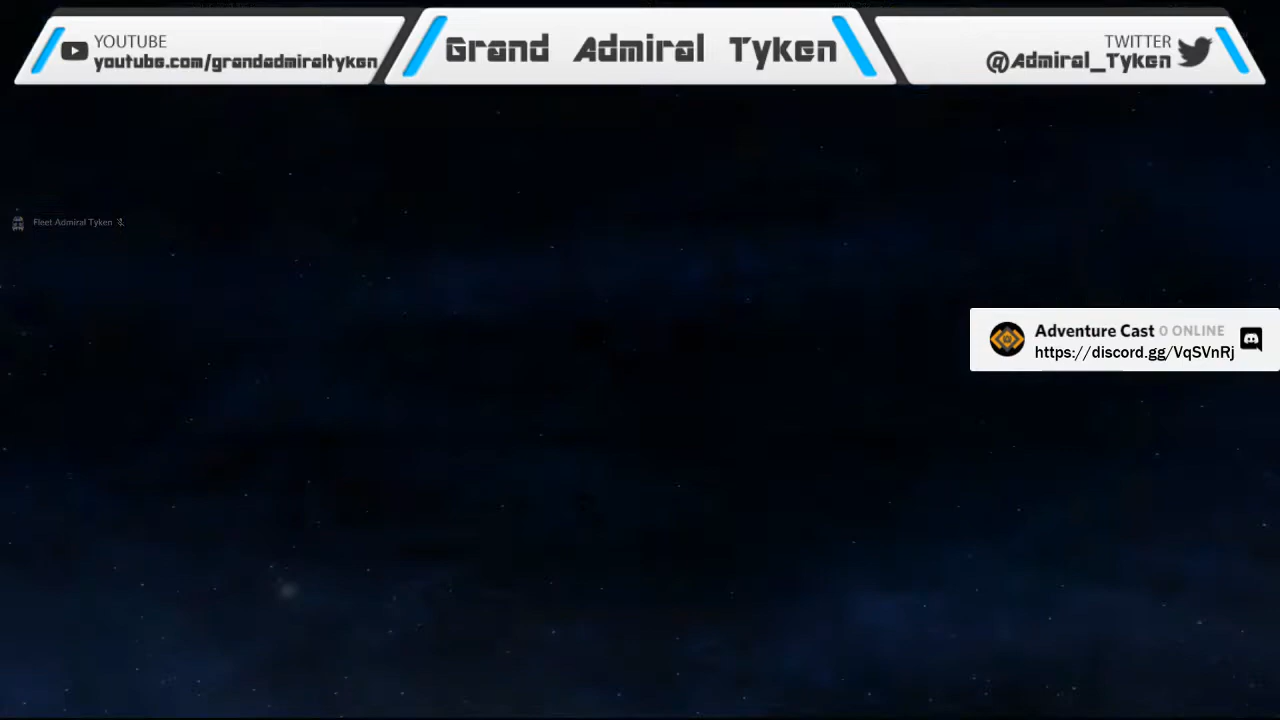 YOUTUBE
youtube.com/grandadmiraltyken
Grand Admiral Tyken
TWITTER
@Admiral_Tyken
Fleet Admiral Tyken
Adventure Cast 0 ONLINE
https://discord.gg/VqSVnRj